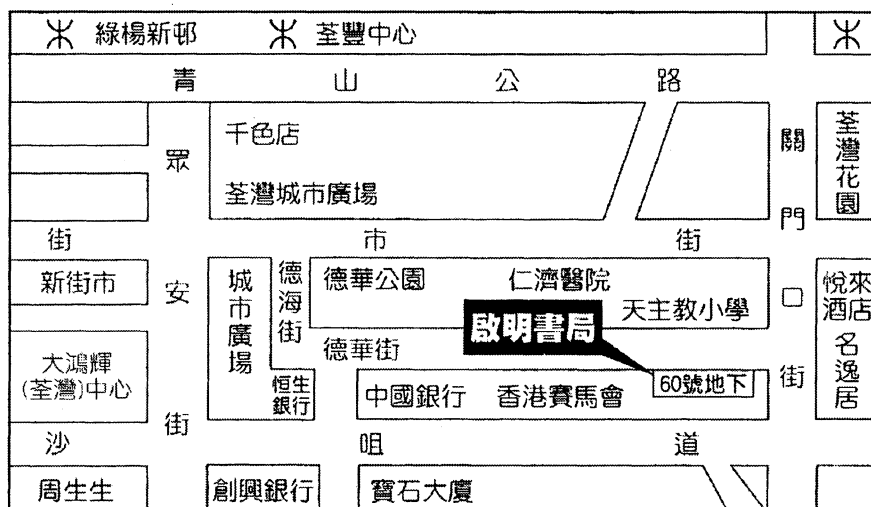 綠楊新邨 荃豐中心
青山公路
千色店
荃灣城市廣場
荃灣花園
眾安街
關門口街
街市街
新街市
城市廣場
德海街
德華公園 仁濟醫院
天主教小學
悅來酒店
名逸居
啟明書局
德華街
大鴻輝
(荃灣)中心
恒生
銀行
中國銀行 香港賽馬會
60號地下
沙咀道
周生生
創興銀行
寶石大廈